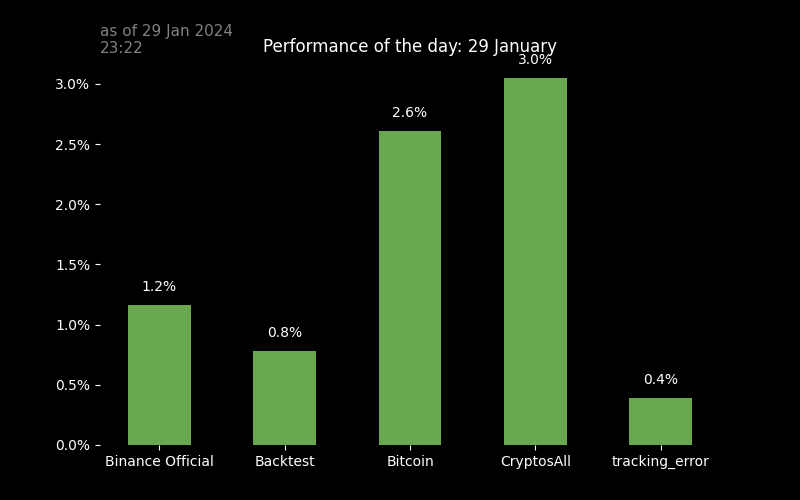 as of 29 Jan 2024
23:22
Performance of the day: 29 January
3.0%
3.0%
2.6%
2.5%
2.0%
1.5%
1.2%
1.0%
0.8%
0.5%
0.4%
0.0%
Binance Official
Backtest
Bitcoin
CryptosAll
tracking_error